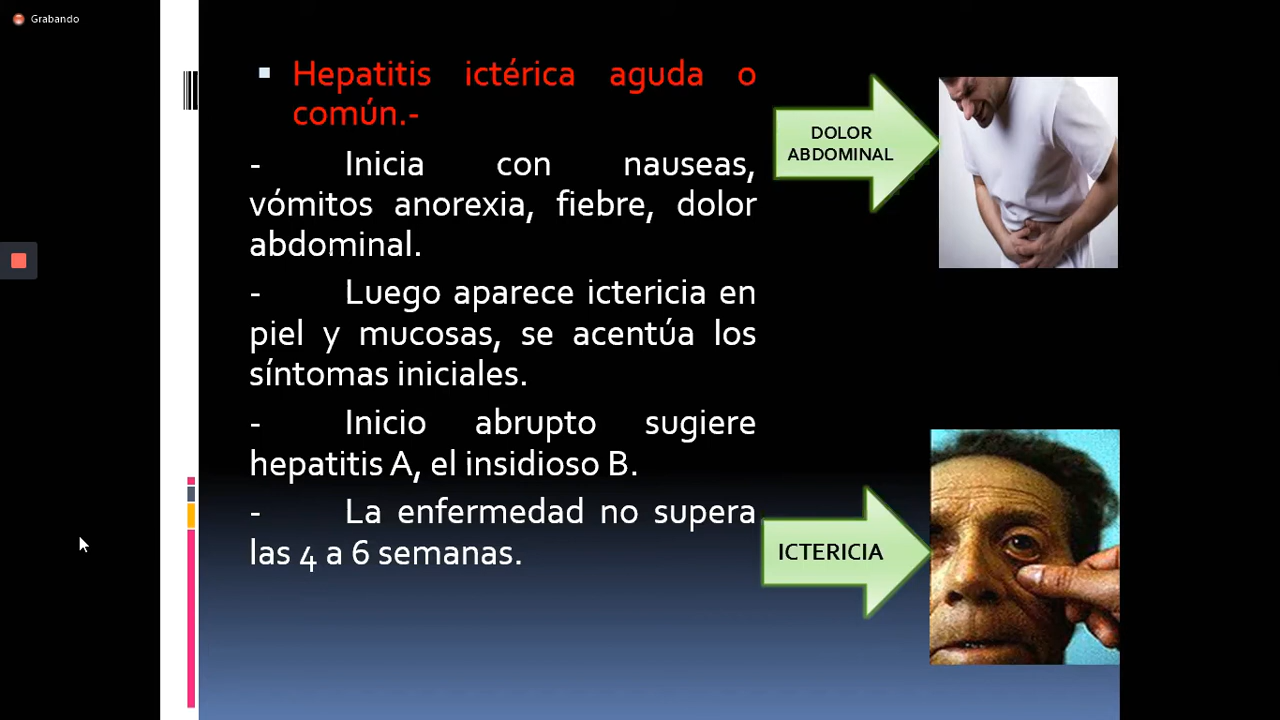 Grabando
Hepatitis ictérica aguda o
común.-
- Inicia con nauseas,
vómitos anorexia, fiebre, dolor
abdominal.
- Luego aparece ictericia en
piel y mucosas, se acentúa los
síntomas iniciales.
- Inicio abrupto sugiere
hepatitis A, el insidioso B.
- La enfermedad no supera
las 4 a 6 semanas.
DOLOR
ABDOMINAL
ICTERICIA